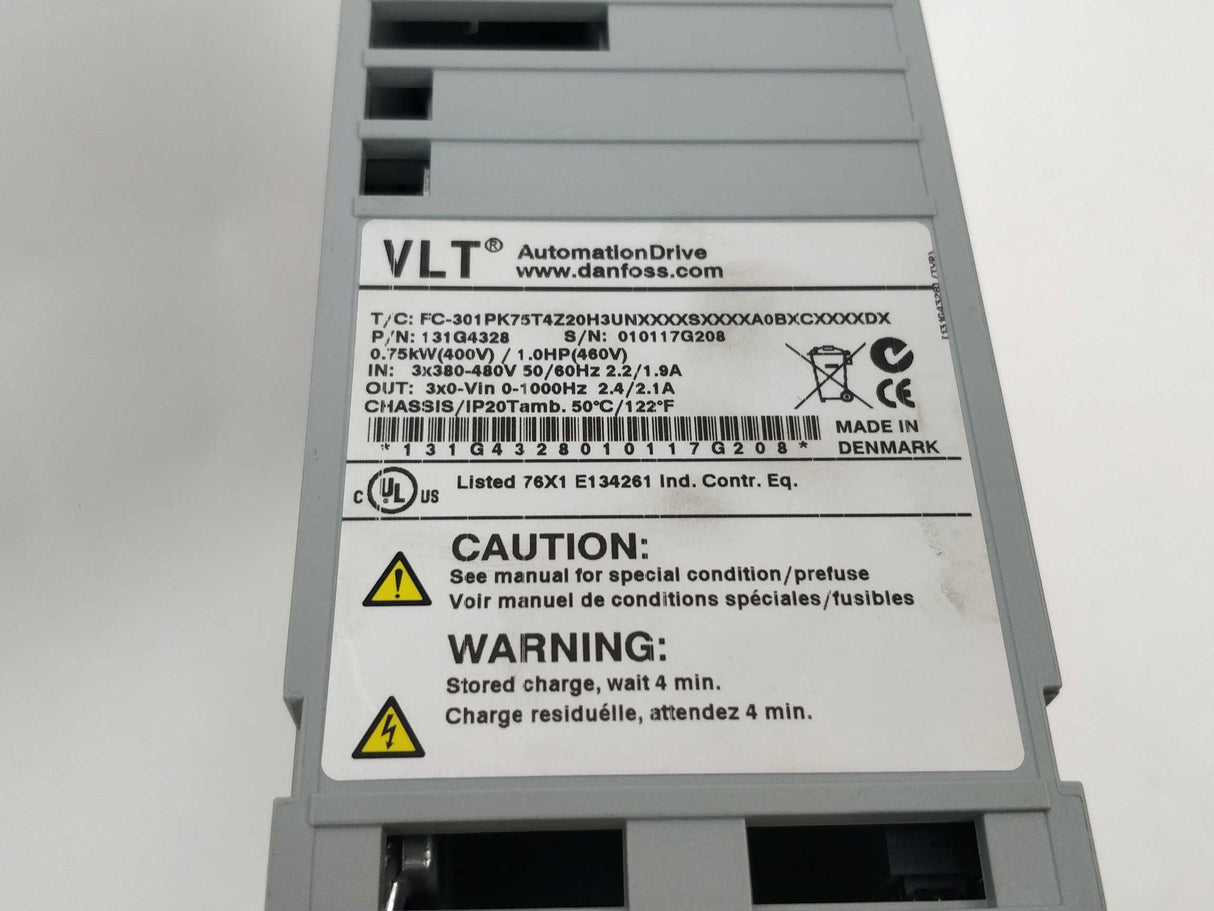 VLT® AutomationDrive
www.danfoss.com
T/C: FC-301PK75T4Z20H3UNXXXXSXXXXA0BXCXXXXDX
P/N: 131G4328 S/N: 010117G208
0.75kW(400V) / 1.0HP(460V)
IN: 3x380-480V 50/60Hz 2.2/1.9A
OUT: 3x0-Vin 0-1000Hz 2.4/2.1A
CHASSIS/IP20Tamb. 50°C/122°F
*131G4328010117G208*
CE
MADE IN
DENMARK
C UL US Listed 76X1 E134261 Ind. Contr. Eq.
CAUTION:
See manual for special condition/prefuse
Voir manuel de conditions spéciales/fusibles
WARNING:
Stored charge, wait 4 min.
Charge residuélle, attendez 4 min.